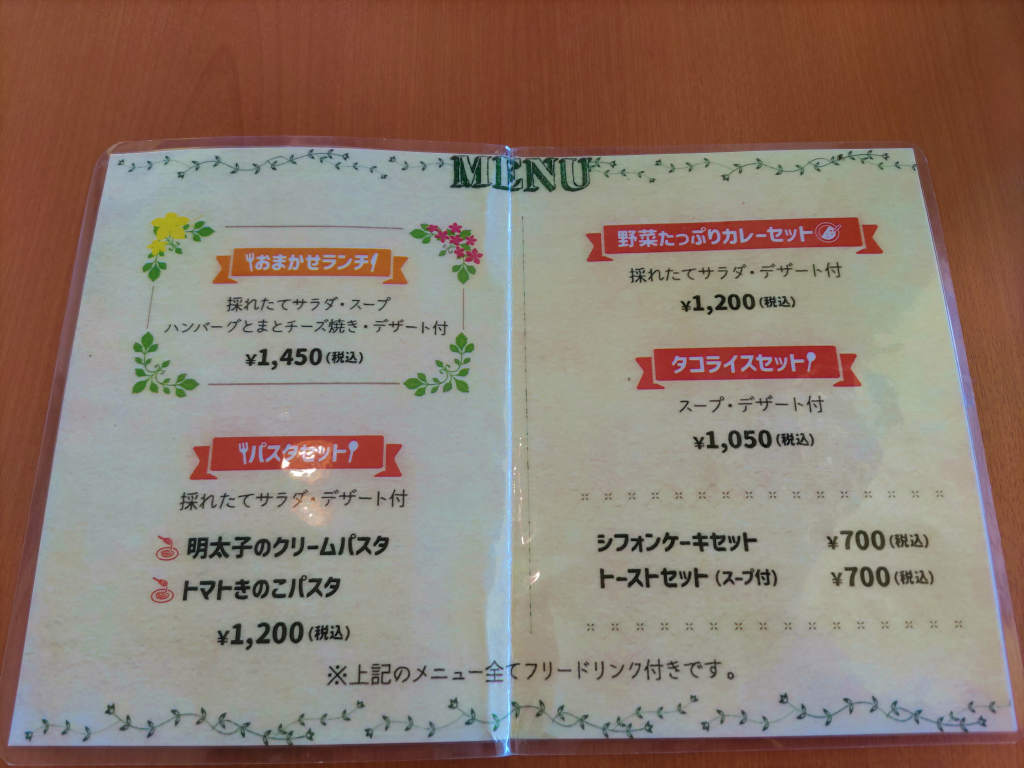 MENU
おまかせランチ
採れたてサラダ・スープ
ハンバーグとまとチーズ焼き・デザート付
¥1,450(税込)
パスタセット
採れたてサラダ・デザート付
明太子のクリームパスタ
トマトきのこパスタ
¥1,200(税込)
野菜たっぷりカレーセット
採れたてサラダ・デザート付
¥1,200(税込)
タコライスセット
スープ・デザート付
¥1,050(税込)
シフォンケーキセット ¥700(税込)
トーストセット(スープ付) ¥700(税込)
※上記のメニュー全てフリードリンク付きです。